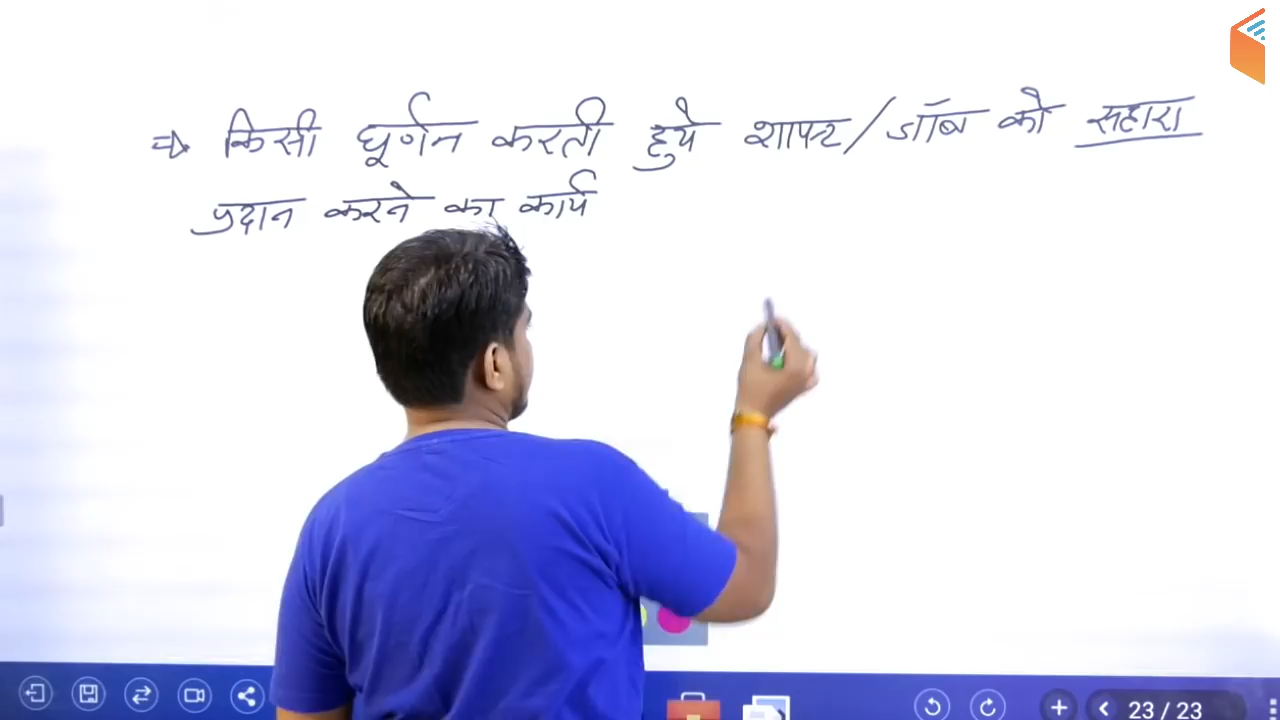 ⇒ किसी घूर्णन करती हुये शाफ्ट/जॉब को सहारा
प्रदान करने का कार्य
23 / 23